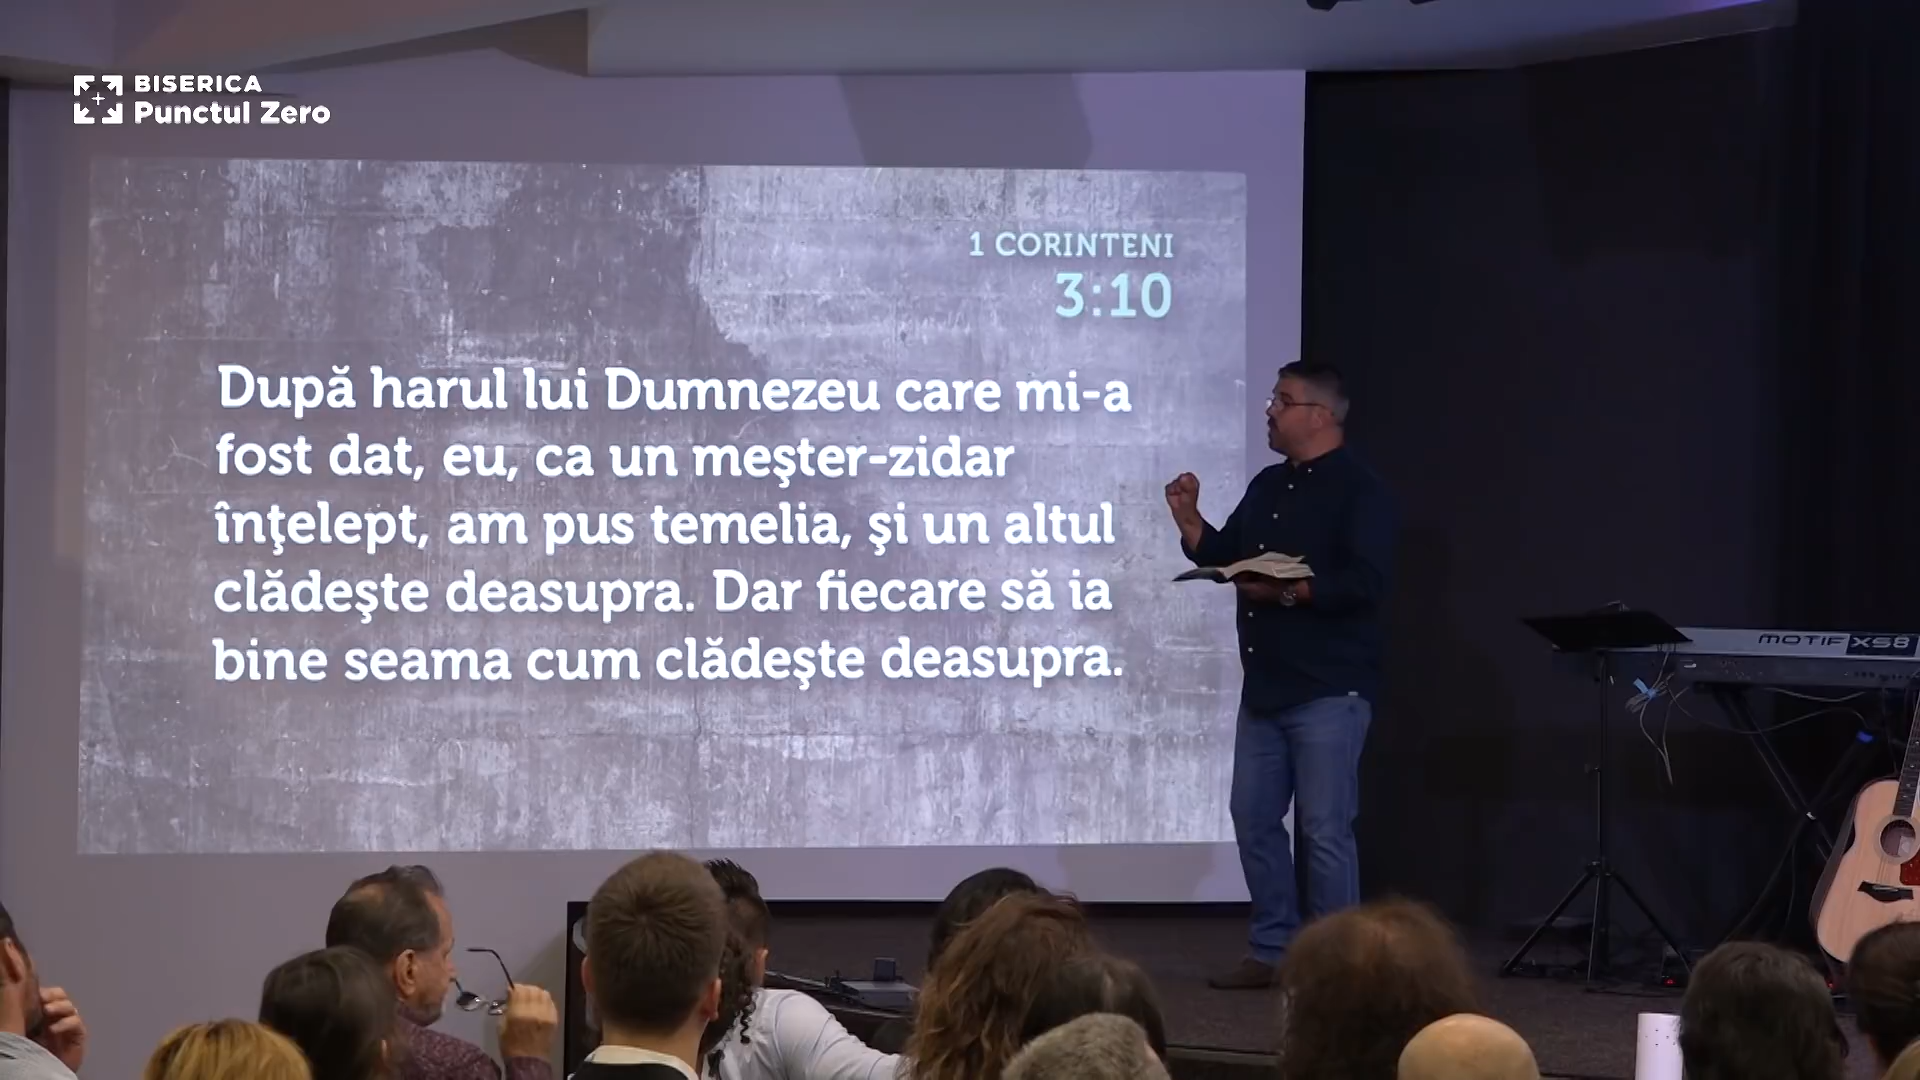 BISERICA
Punctul Zero
1 CORINTENI
3:10
După harul lui Dumnezeu care mi-a
fost dat, eu, ca un meşter-zidar
înţelept, am pus temelia, şi un altul
clădeşte deasupra. Dar fiecare să ia
bine seama cum clădeşte deasupra.
MOTIF XS8